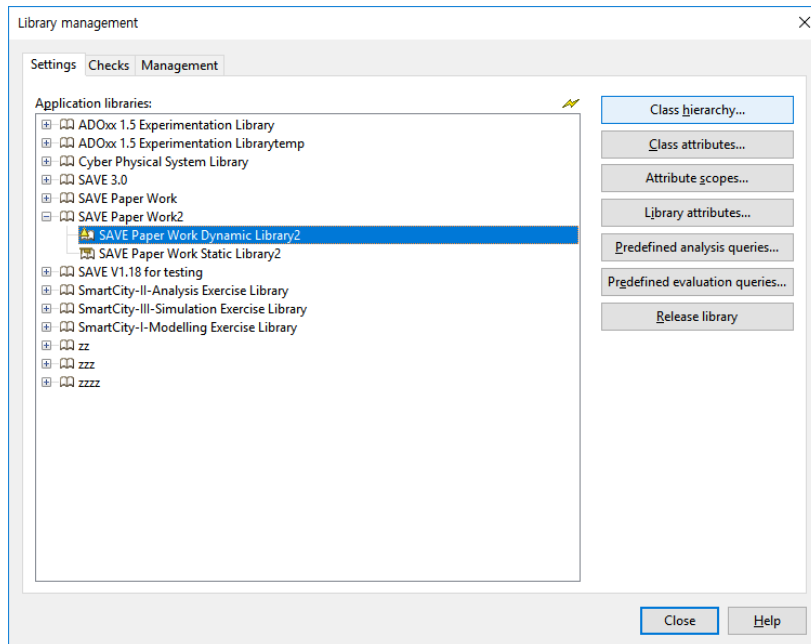 Library management
Settings Checks Management
Application libraries:
ADOxx 1.5 Experimentation Library
ADOxx 1.5 Experimentation Librarytemp
Cyber Physical System Library
SAVE 3.0
SAVE Paper Work
SAVE Paper Work2
SAVE Paper Work Dynamic Library2
SAVE Paper Work Static Library2
SAVE V1.18 for testing
SmartCity-II-Analysis Exercise Library
SmartCity-III-Simulation Exercise Library
SmartCity-I-Modelling Exercise Library
zz
zzz
zzzz
Class hierarchy...
Class attributes...
Attribute scopes...
Library attributes...
Predefined analysis queries...
Predefined evaluation queries...
Release library
Close Help